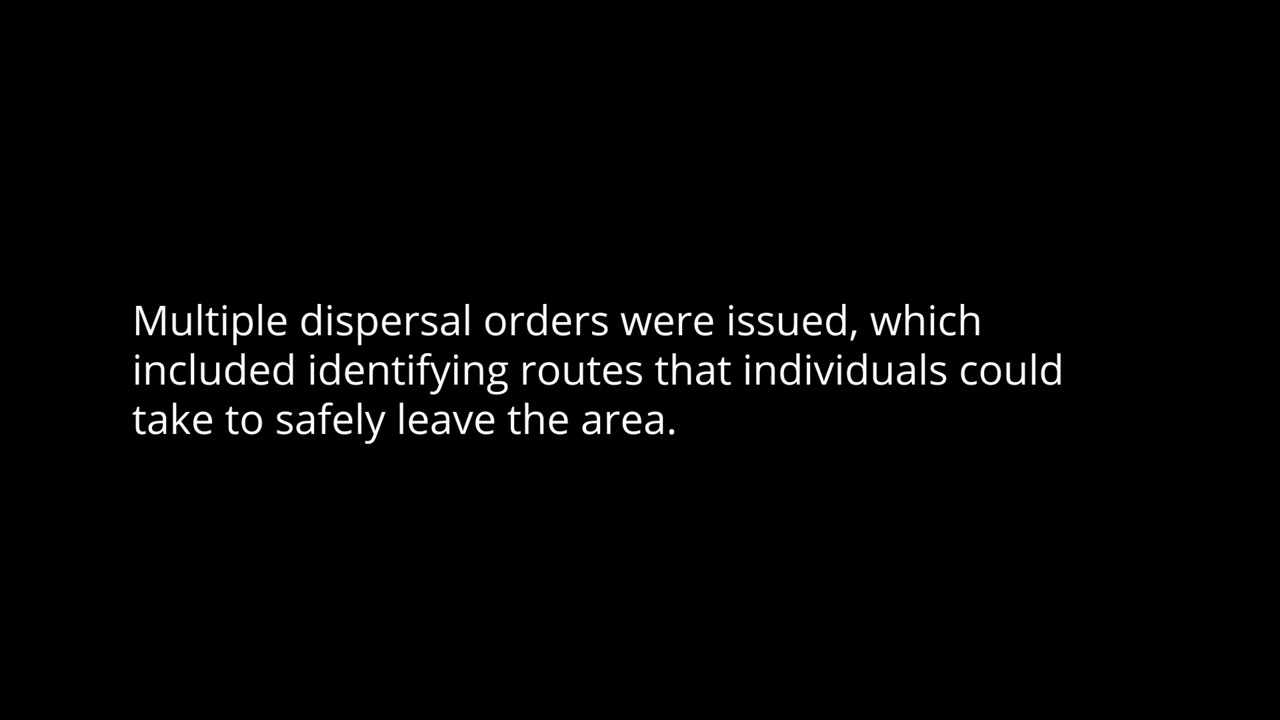 Multiple dispersal orders were issued, which
included identifying routes that individuals could
take to safely leave the area.